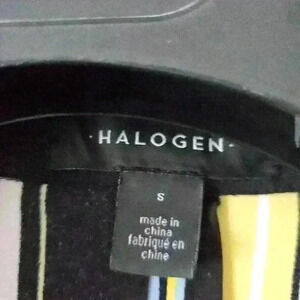 · HALOGEN ·
S
made in
china
fabriqué en
chine